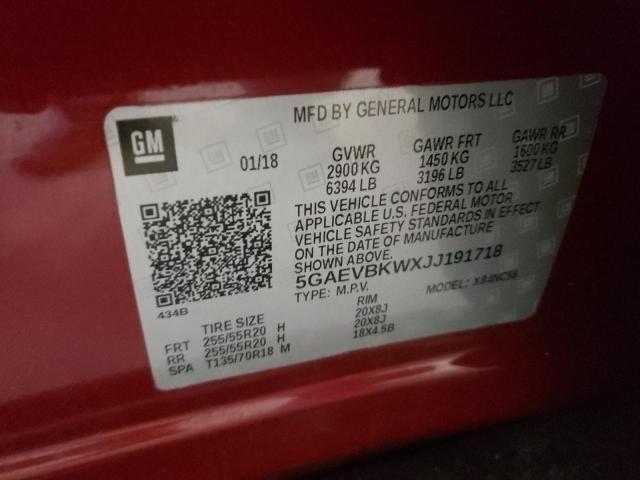 MFD BY GENERAL MOTORS LLC
GM
01/18
GVWR
2900 KG
6394 LB
GAWR FRT
1450 KG
3196 LB
GAWR RR
1600 KG
3527 LB
THIS VEHICLE CONFORMS TO ALL
APPLICABLE U.S. FEDERAL MOTOR
VEHICLE SAFETY STANDARDS IN EFFECT
ON THE DATE OF MANUFACTURE
SHOWN ABOVE.
5GAEVBKWXJJ191718
TYPE: M.P.V. MODEL: X84NC56
434B
TIRE SIZE RIM
FRT 255/55R20 H 20X8J
RR 255/55R20 H 20X8J
SPA T135/70R18 M 18X4.5B